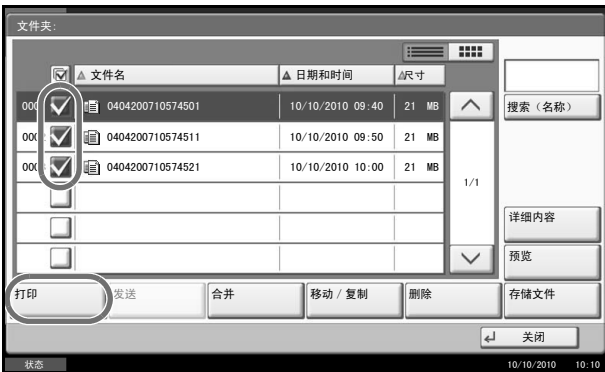 文件夹:
文件名 日期和时间 尺寸
0404200710574501 10/10/2010 09:40 21 MB 搜索（名称）
0404200710574511 10/10/2010 09:50 21 MB
0404200710574521 10/10/2010 10:00 21 MB
1/1
详细内容
预览
打印 发送 合并 移动 / 复制 删除 存储文件
关闭
状态 10/10/2010 10:10